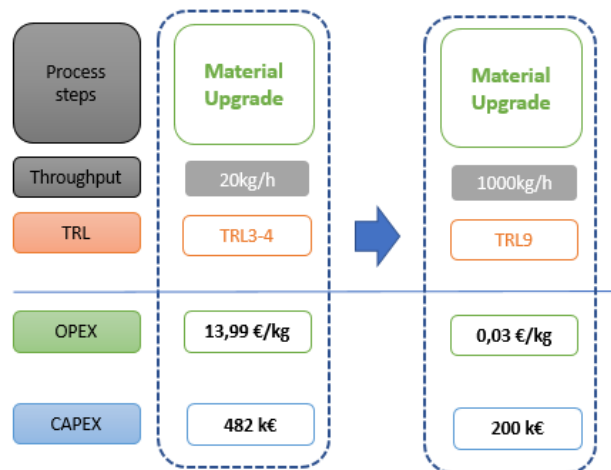 Process
steps
Material
Upgrade
Material
Upgrade
Throughput
20kg/h
1000kg/h
TRL
TRL3-4
TRL9
OPEX
13,99 €/kg
0,03 €/kg
CAPEX
482 k€
200 k€